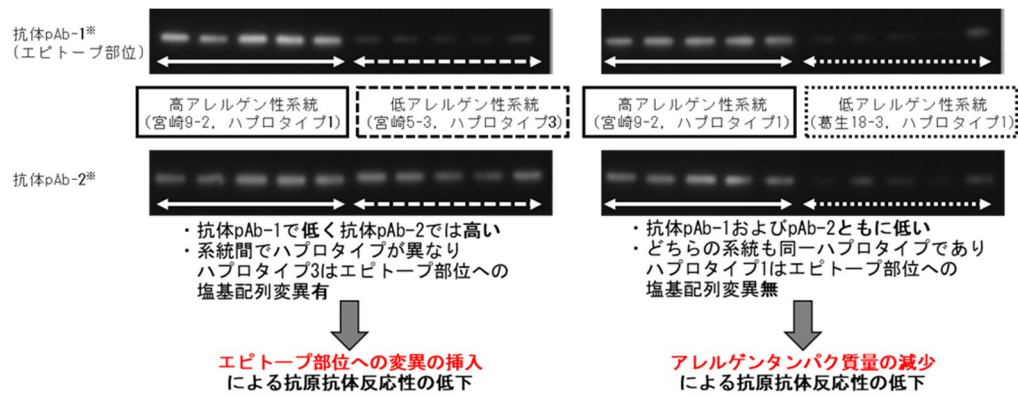 抗体pAb-1※
(エピトープ部位)
高アレルゲン性系統
(宮崎9-2, ハプロタイプ1)
低アレルゲン性系統
(宮崎5-3, ハプロタイプ3)
高アレルゲン性系統
(宮崎9-2, ハプロタイプ1)
低アレルゲン性系統
(葛生18-3, ハプロタイプ1)
抗体pAb-2※
・抗体pAb-1で低く抗体pAb-2では高い
・系統間でハプロタイプが異なり
ハプロタイプ3はエピトープ部位への
塩基配列変異有
エピトープ部位への変異の挿入
による抗原抗体反応性の低下
・抗体pAb-1およびpAb-2ともに低い
・どちらの系統も同一ハプロタイプであり
ハプロタイプ1はエピトープ部位への
塩基配列変異無
アレルゲンタンパク質量の減少
による抗原抗体反応性の低下